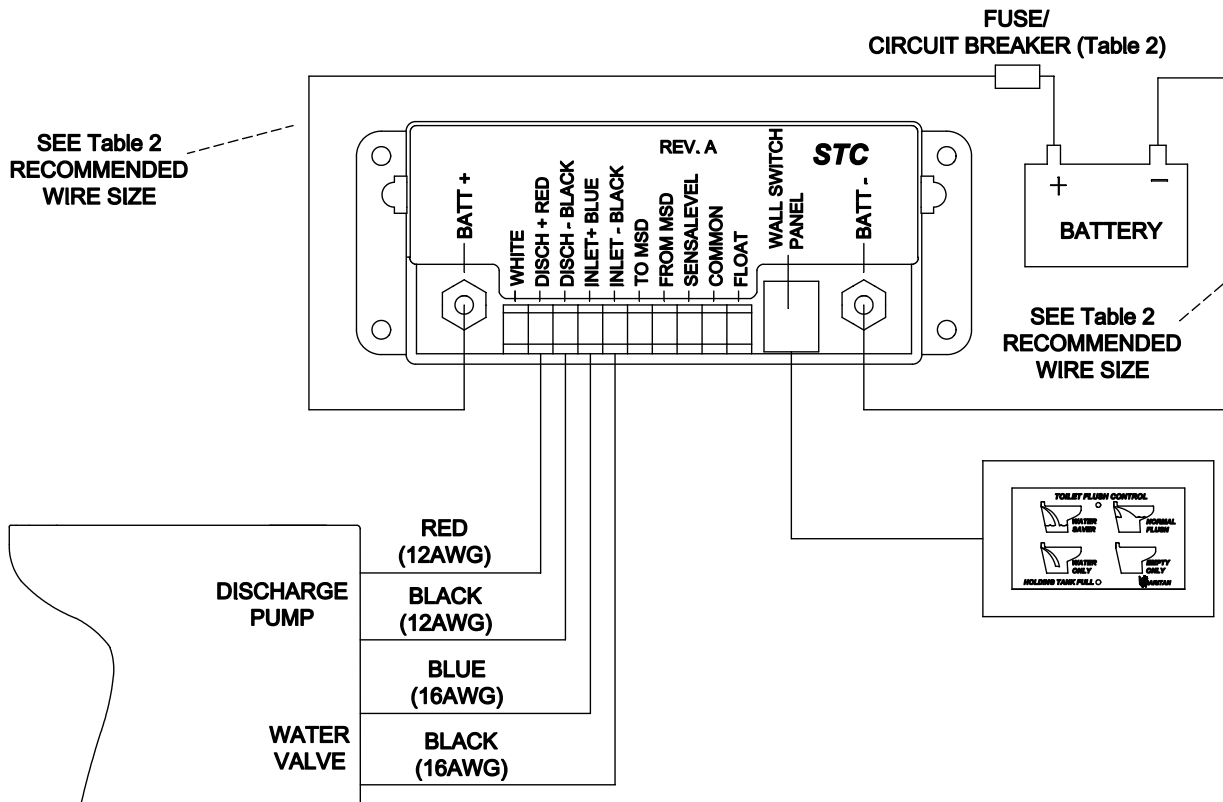 FUSE/
CIRCUIT BREAKER (Table 2)
SEE Table 2
RECOMMENDED
WIRE SIZE
REV. A
STC
BATT +
WHITE
DISCH + RED
DISCH - BLACK
INLET+ BLUE
INLET - BLACK
TO MSD
FROM MSD
SENSALEVEL
COMMON
FLOAT
WALL SWITCH
PANEL
BATT -
+
–
BATTERY
SEE Table 2
RECOMMENDED
WIRE SIZE
TOILET FLUSH CONTROL
WATER
SAVER
NORMAL
FLUSH
WATER
ONLY
EMPTY
ONLY
HOLDING TANK FULL
RARITAN
RED
(12AWG)
DISCHARGE
PUMP
BLACK
(12AWG)
BLUE
(16AWG)
WATER
VALVE
BLACK
(16AWG)